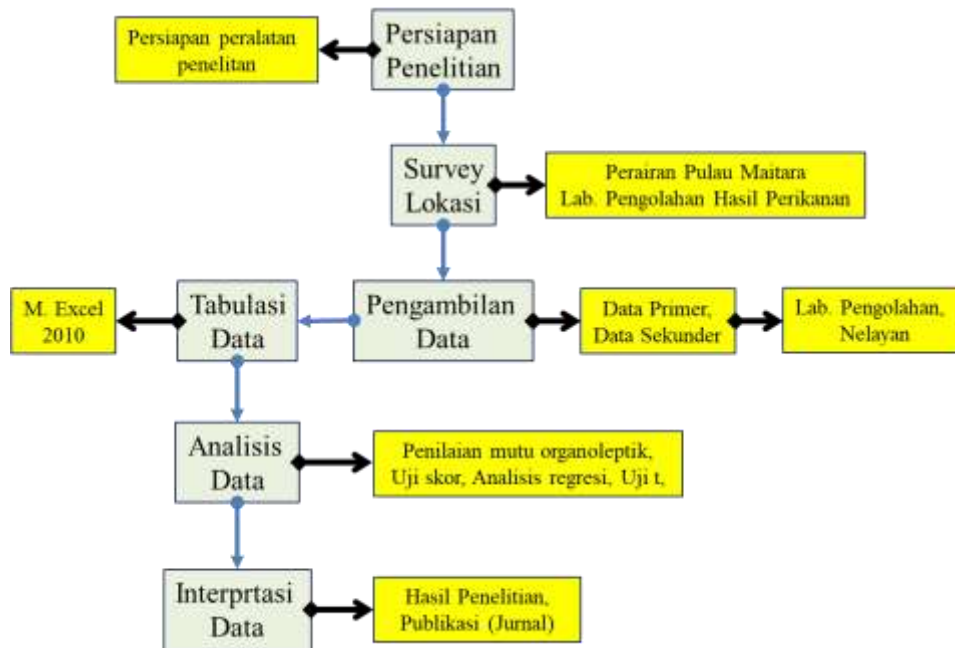 Persiapan peralatan
penelitan
Persiapan
Penelitian
Survey
Lokasi
Perairan Pulau Maitara
Lab. Pengolahan Hasil Perikanan
M. Excel
2010
Tabulasi
Data
Pengambilan
Data
Data Primer,
Data Sekunder
Lab. Pengolahan,
Nelayan
Analisis
Data
Penilaian mutu organoleptik,
Uji skor, Analisis regresi, Uji t,
Interprtasi
Data
Hasil Penelitian,
Publikasi (Jurnal)